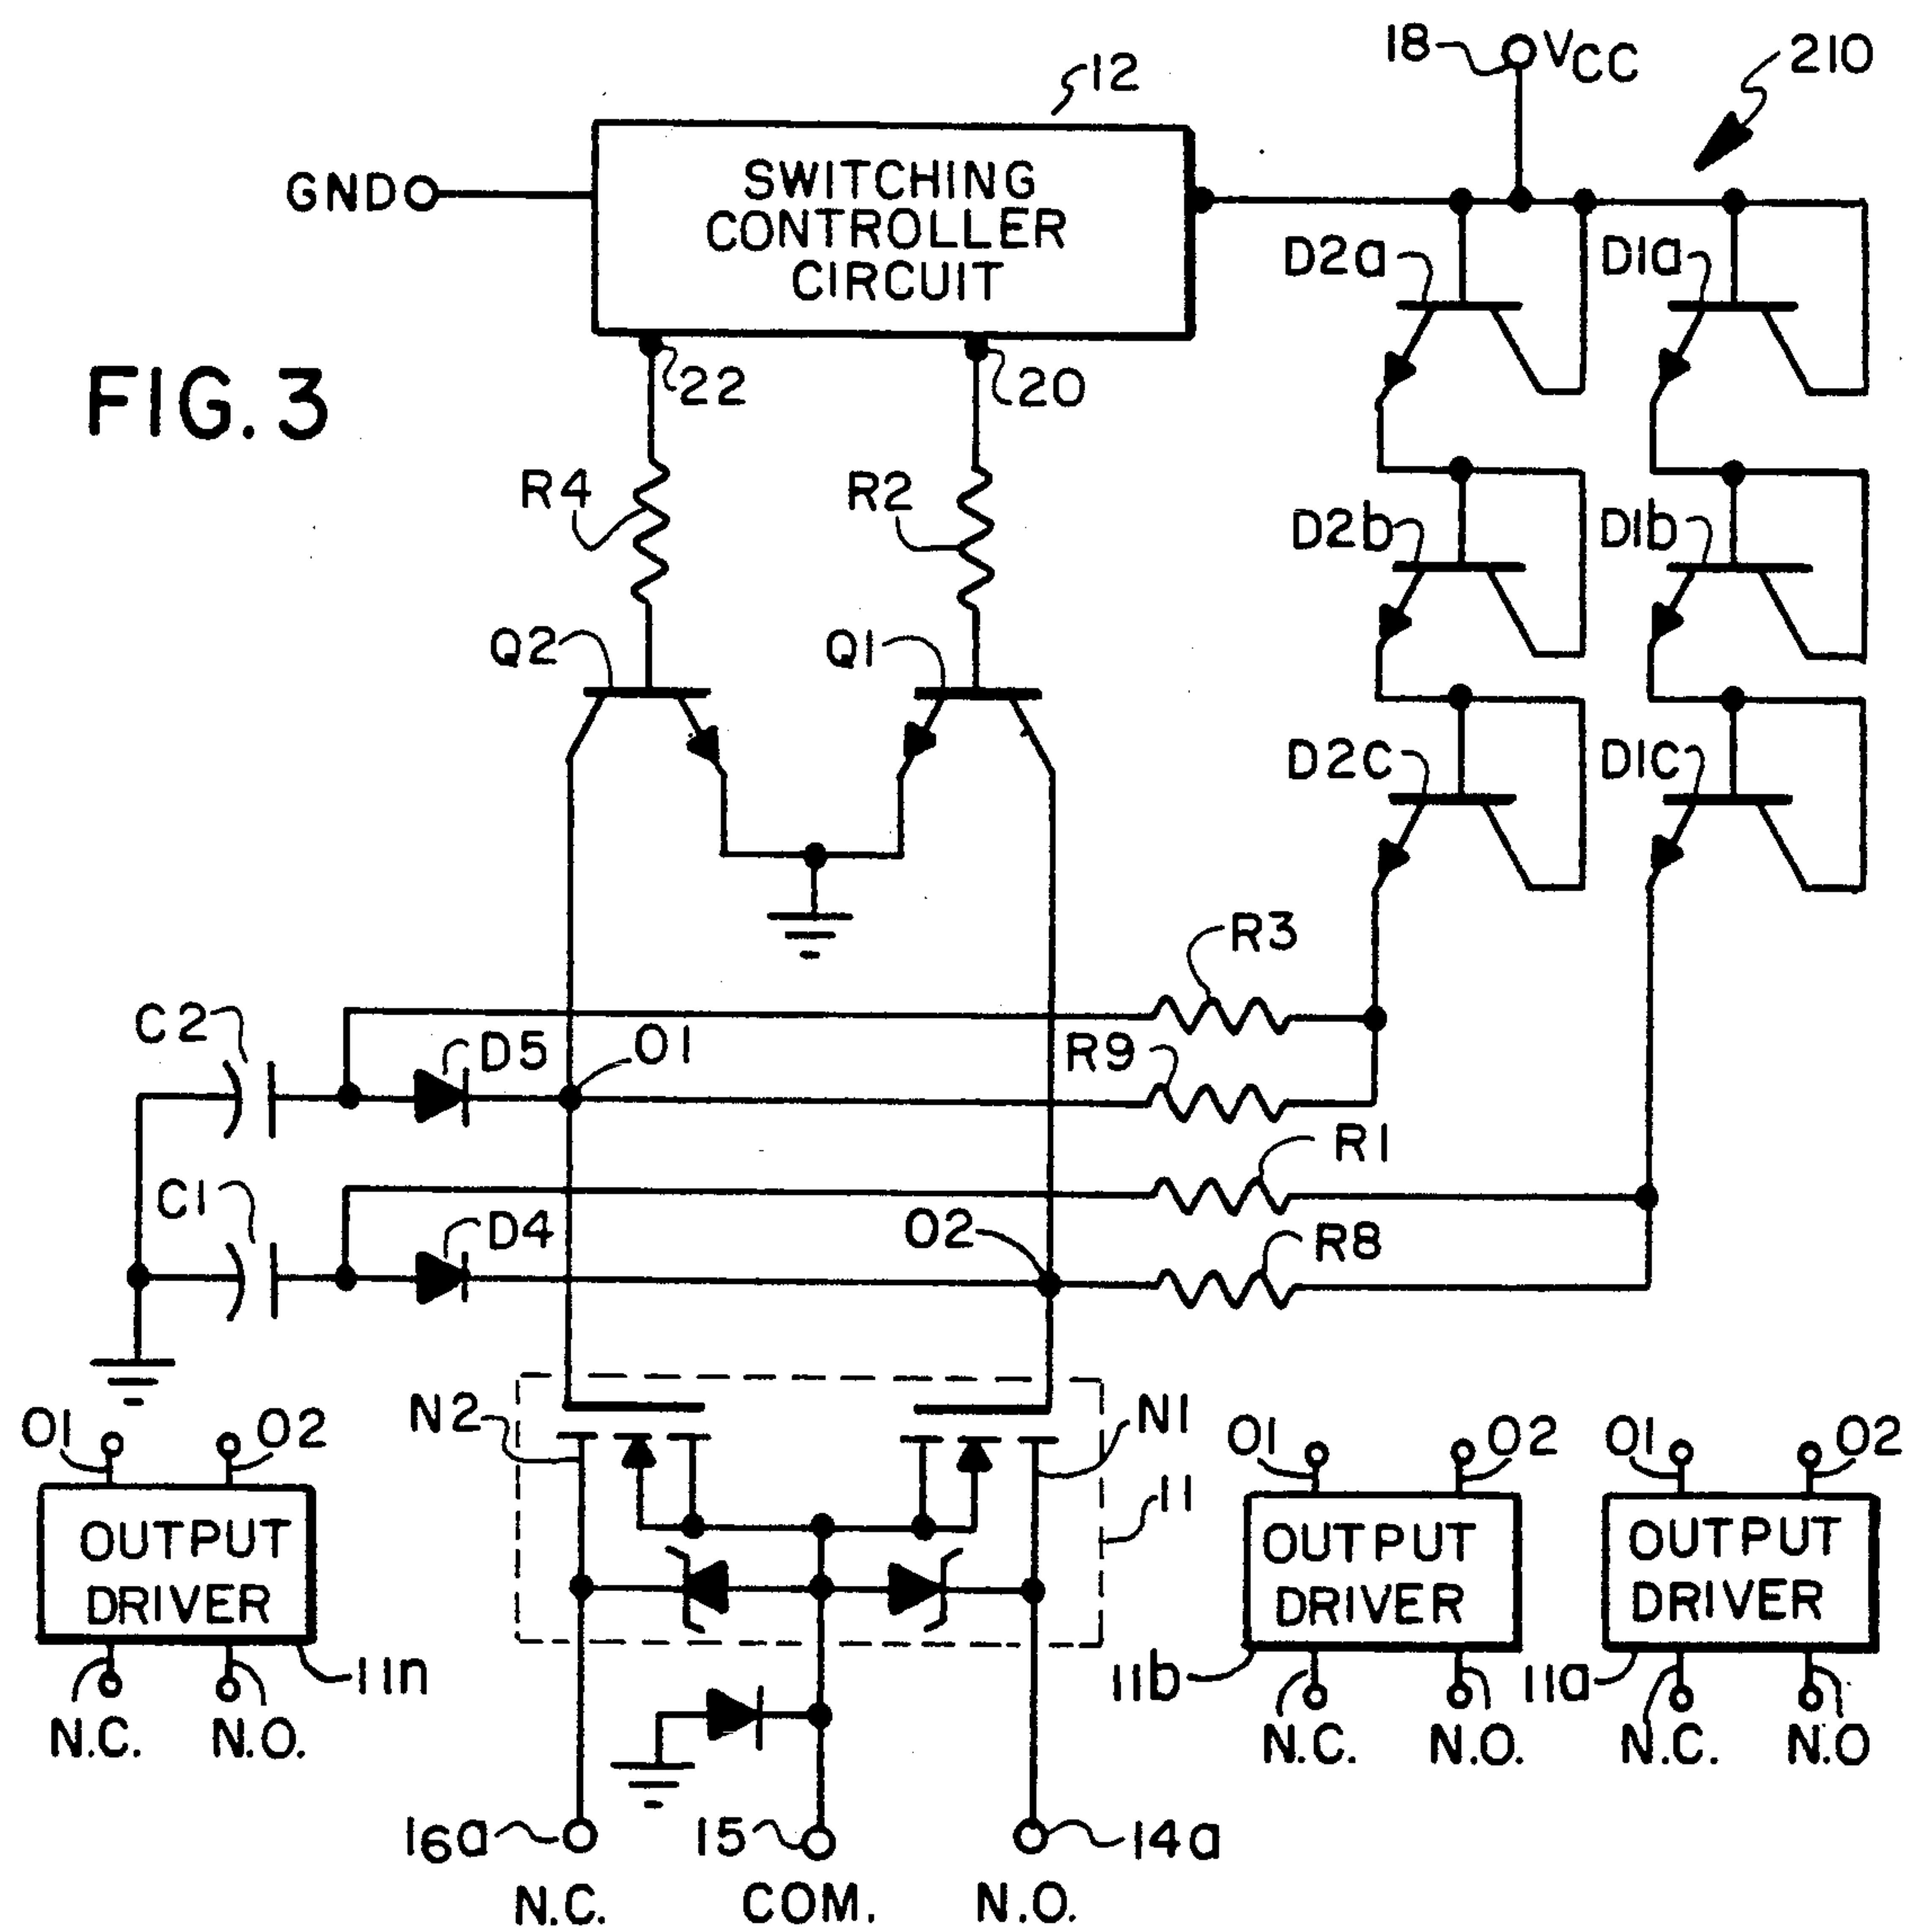 18
VCC
210
12
GND
SWITCHING
CONTROLLER
CIRCUIT
D2a
D1a
FIG. 3
22
20
R4
R2
D2b
D1b
Q2
Q1
D2c
D1c
R3
C2
D5
O1
R9
C1
D4
O2
R1
R8
N2
N1
11
O1
O2
OUTPUT
DRIVER
11n
N.C.
N.O.
O1
O2
OUTPUT
DRIVER
11b
N.C.
N.O.
O1
O2
OUTPUT
DRIVER
11a
N.C.
N.O
16a
15
14a
N.C.
COM.
N.O.